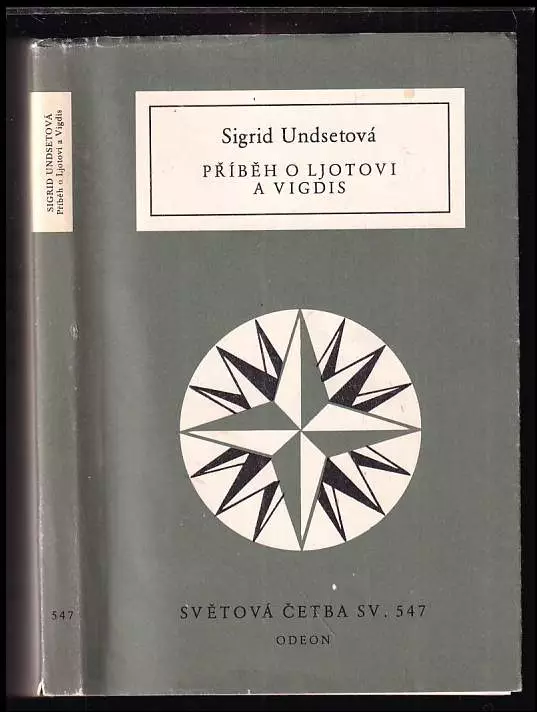 SIGRID UNDSETOVÁ
Příběh o Ljotovi a Vigdis
547
Sigrid Undsetová
PŘÍBĚH O LJOTOVI
A VIGDIS
SVĚTOVÁ ČETBA SV. 547
ODEON